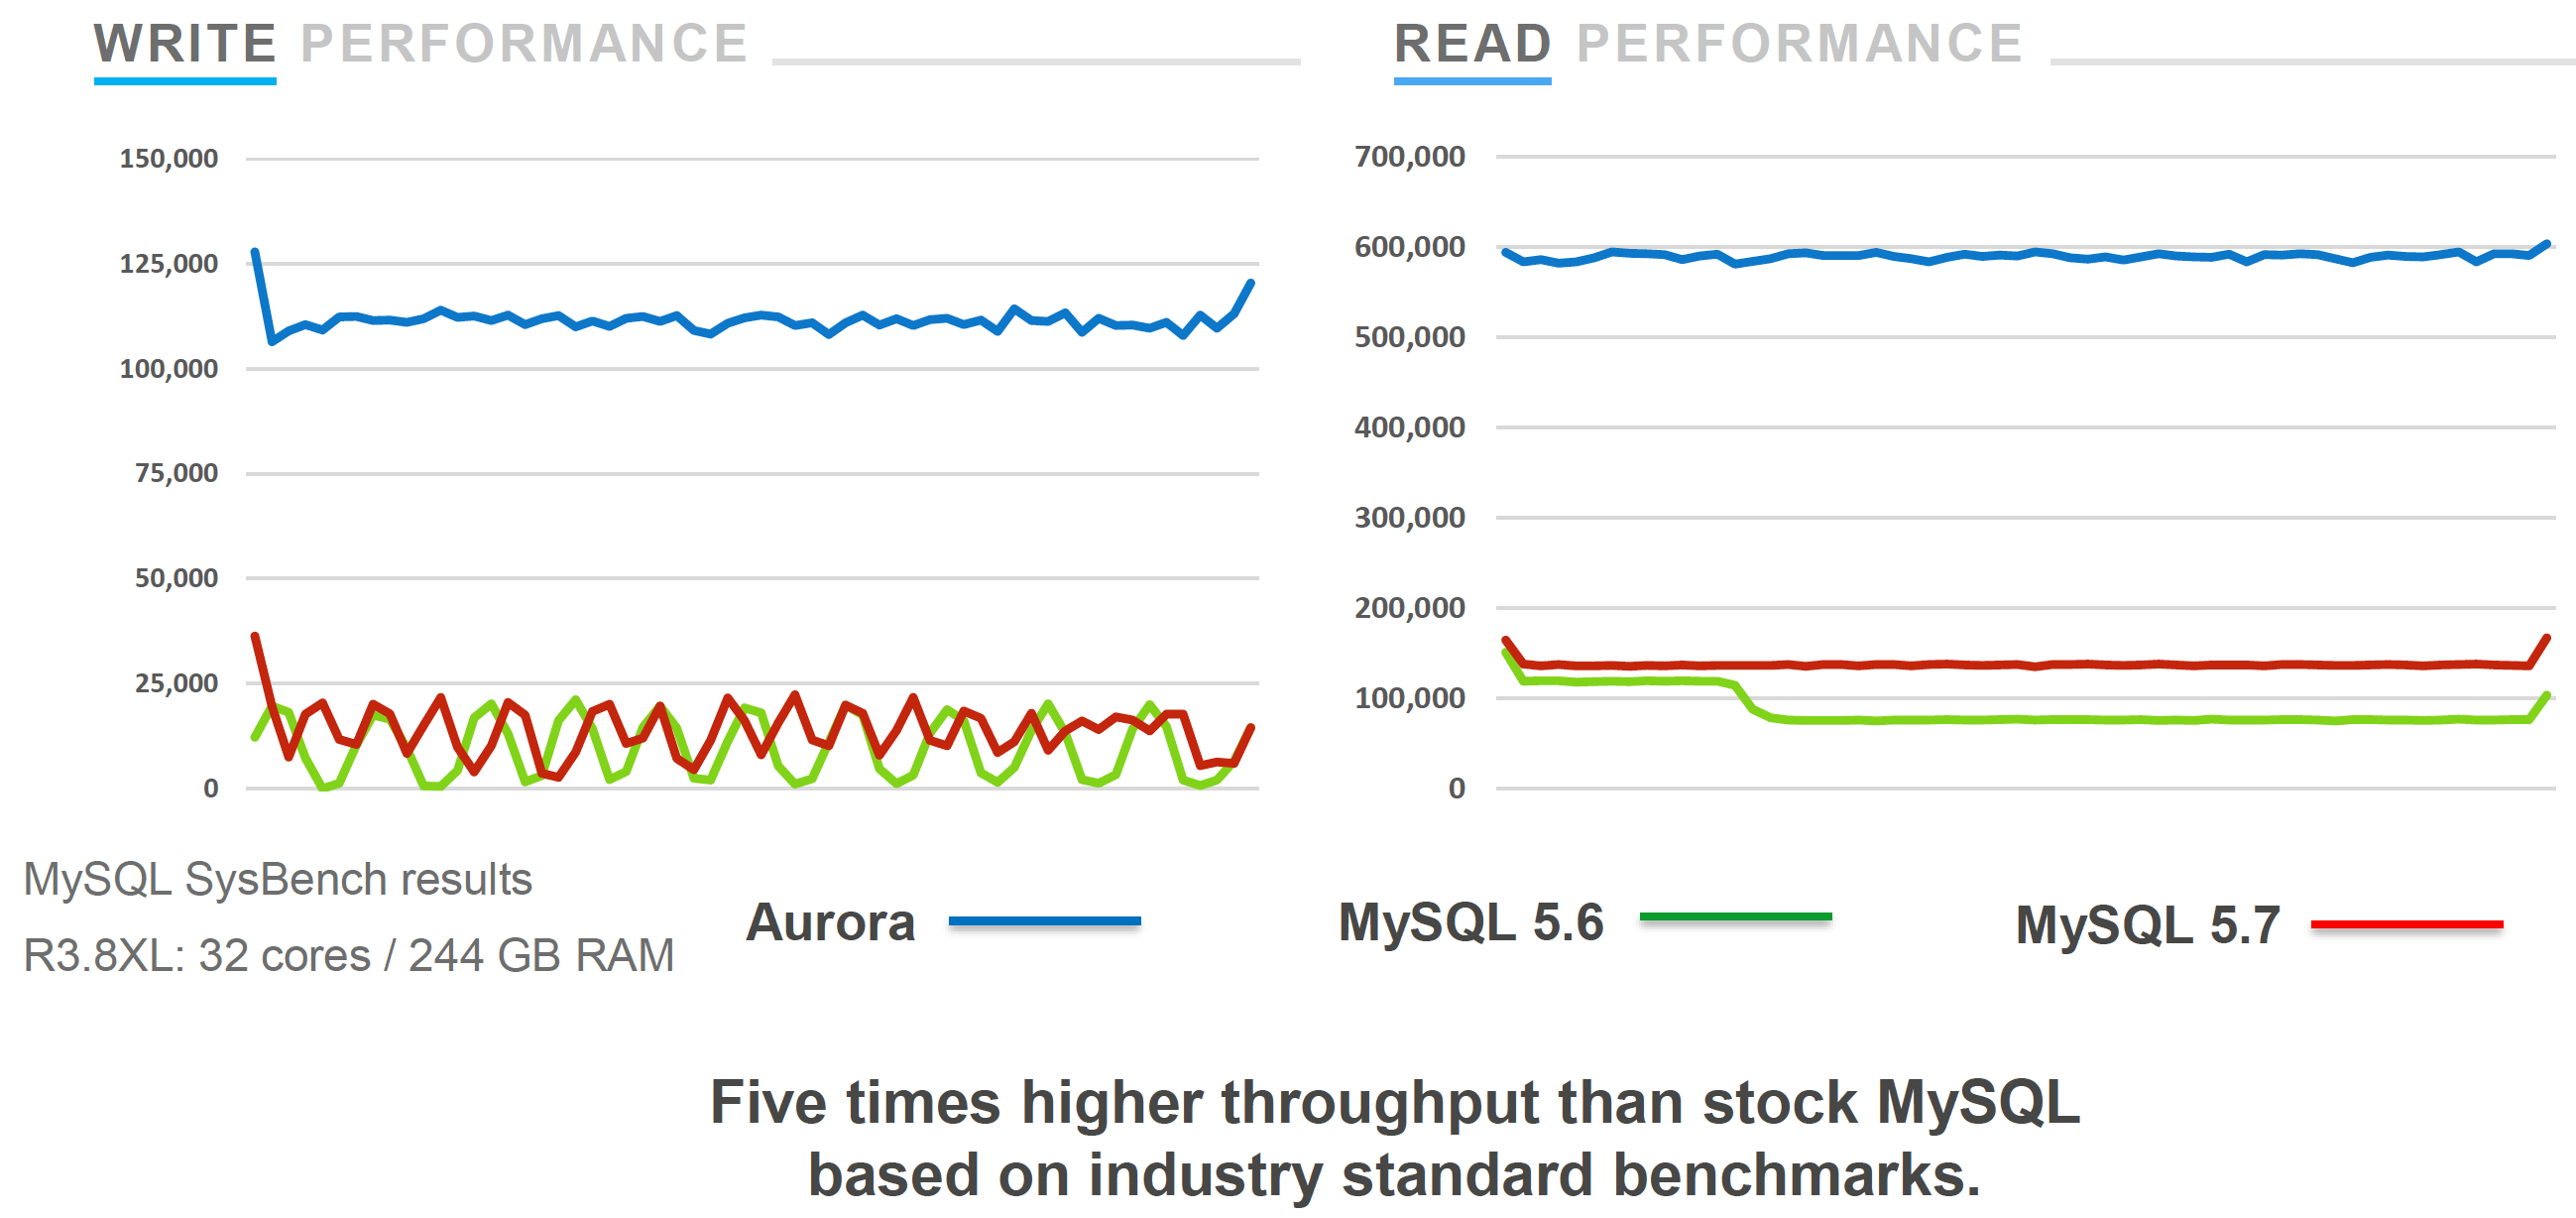 WRITE PERFORMANCE
150,000
125,000
100,000
75,000
50,000
25,000
0
READ PERFORMANCE
700,000
600,000
500,000
400,000
300,000
200,000
100,000
0
MySQL SysBench results
R3.8XL: 32 cores / 244 GB RAM
Aurora
MySQL 5.6
MySQL 5.7
Five times higher throughput than stock MySQL
based on industry standard benchmarks.